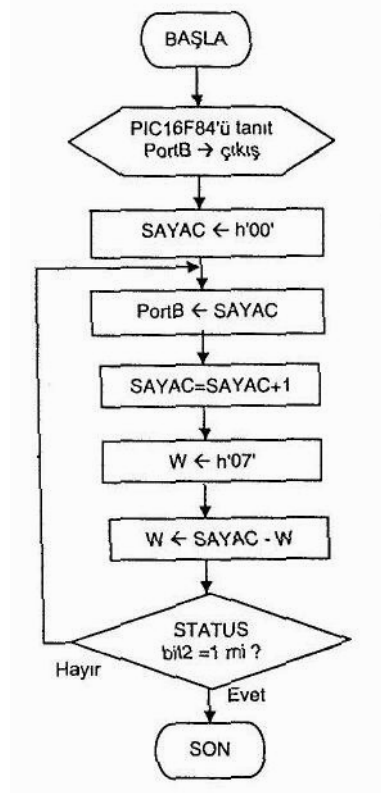 BAŞLA
PIC16F84'ü tanıt
PortB → çıkış
SAYAC ← h'00'
PortB ← SAYAC
SAYAC=SAYAC+1
W ← h'07'
W ← SAYAC - W
STATUS
bit2 =1 mi ?
Hayır
Evet
SON